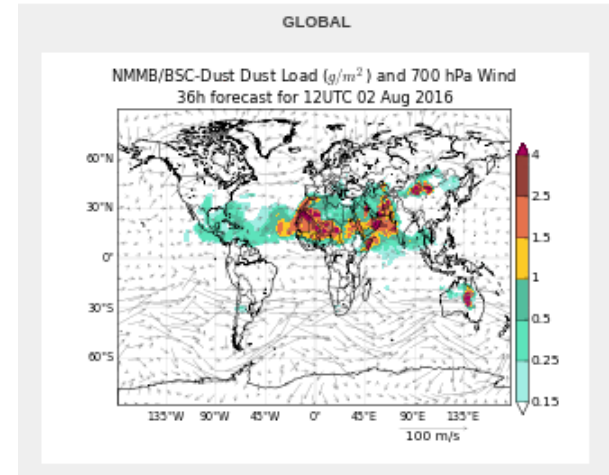 GLOBAL
NMMB/BSC-Dust Dust Load (g/m²) and 700 hPa Wind
36h forecast for 12UTC 02 Aug 2016
60°N
30°N
0°
30°S
60°S
135°W 90°W 45°W 0° 45°E 90°E 135°E
100 m/s
4
2.5
1.5
1
0.5
0.25
0.15